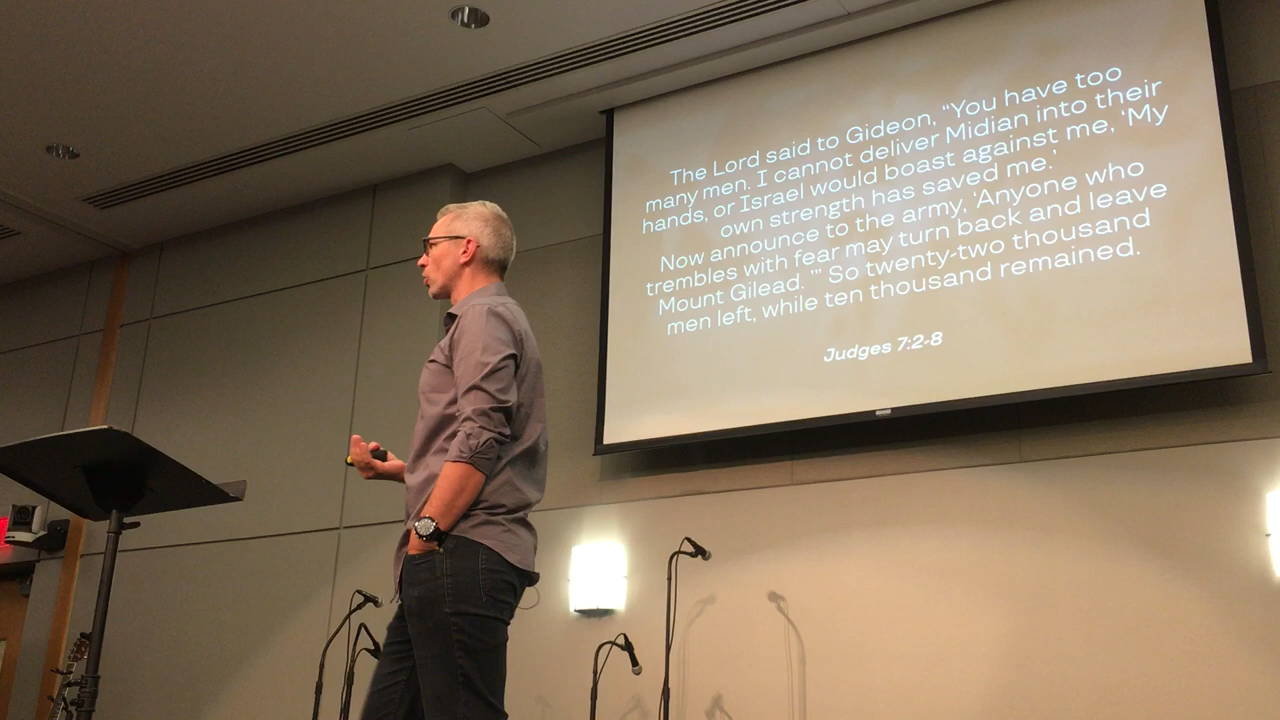 The Lord said to Gideon, “You have too
many men. I cannot deliver Midian into their
hands, or Israel would boast against me, ‘My
own strength has saved me.’
Now announce to the army, ‘Anyone who
trembles with fear may turn back and leave
Mount Gilead.’” So twenty-two thousand
men left, while ten thousand remained.
Judges 7:2-8